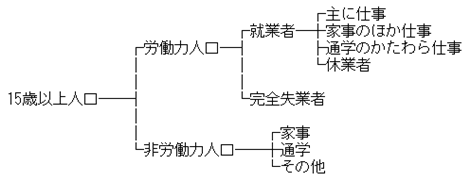 主に仕事
就業者
家事のほか仕事
労働力人口
通学のかたわら仕事
休業者
15歳以上人口
完全失業者
家事
非労働力人口
通学
その他